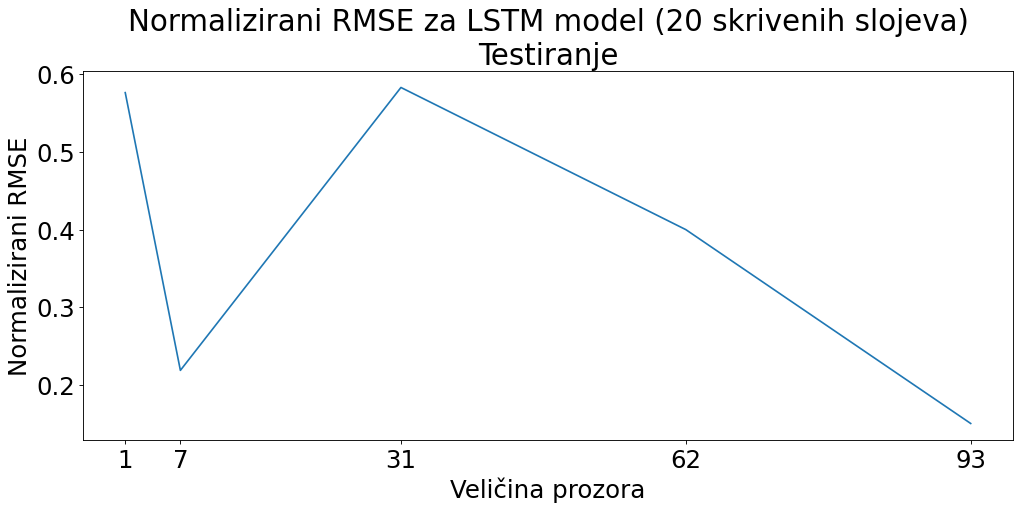 Normalizirani RMSE za LSTM model (20 skrivenih slojeva)
Testiranje
Normalizirani RMSE
0.6
0.5
0.4
0.3
0.2
1 7 31 62 93
Veličina prozora